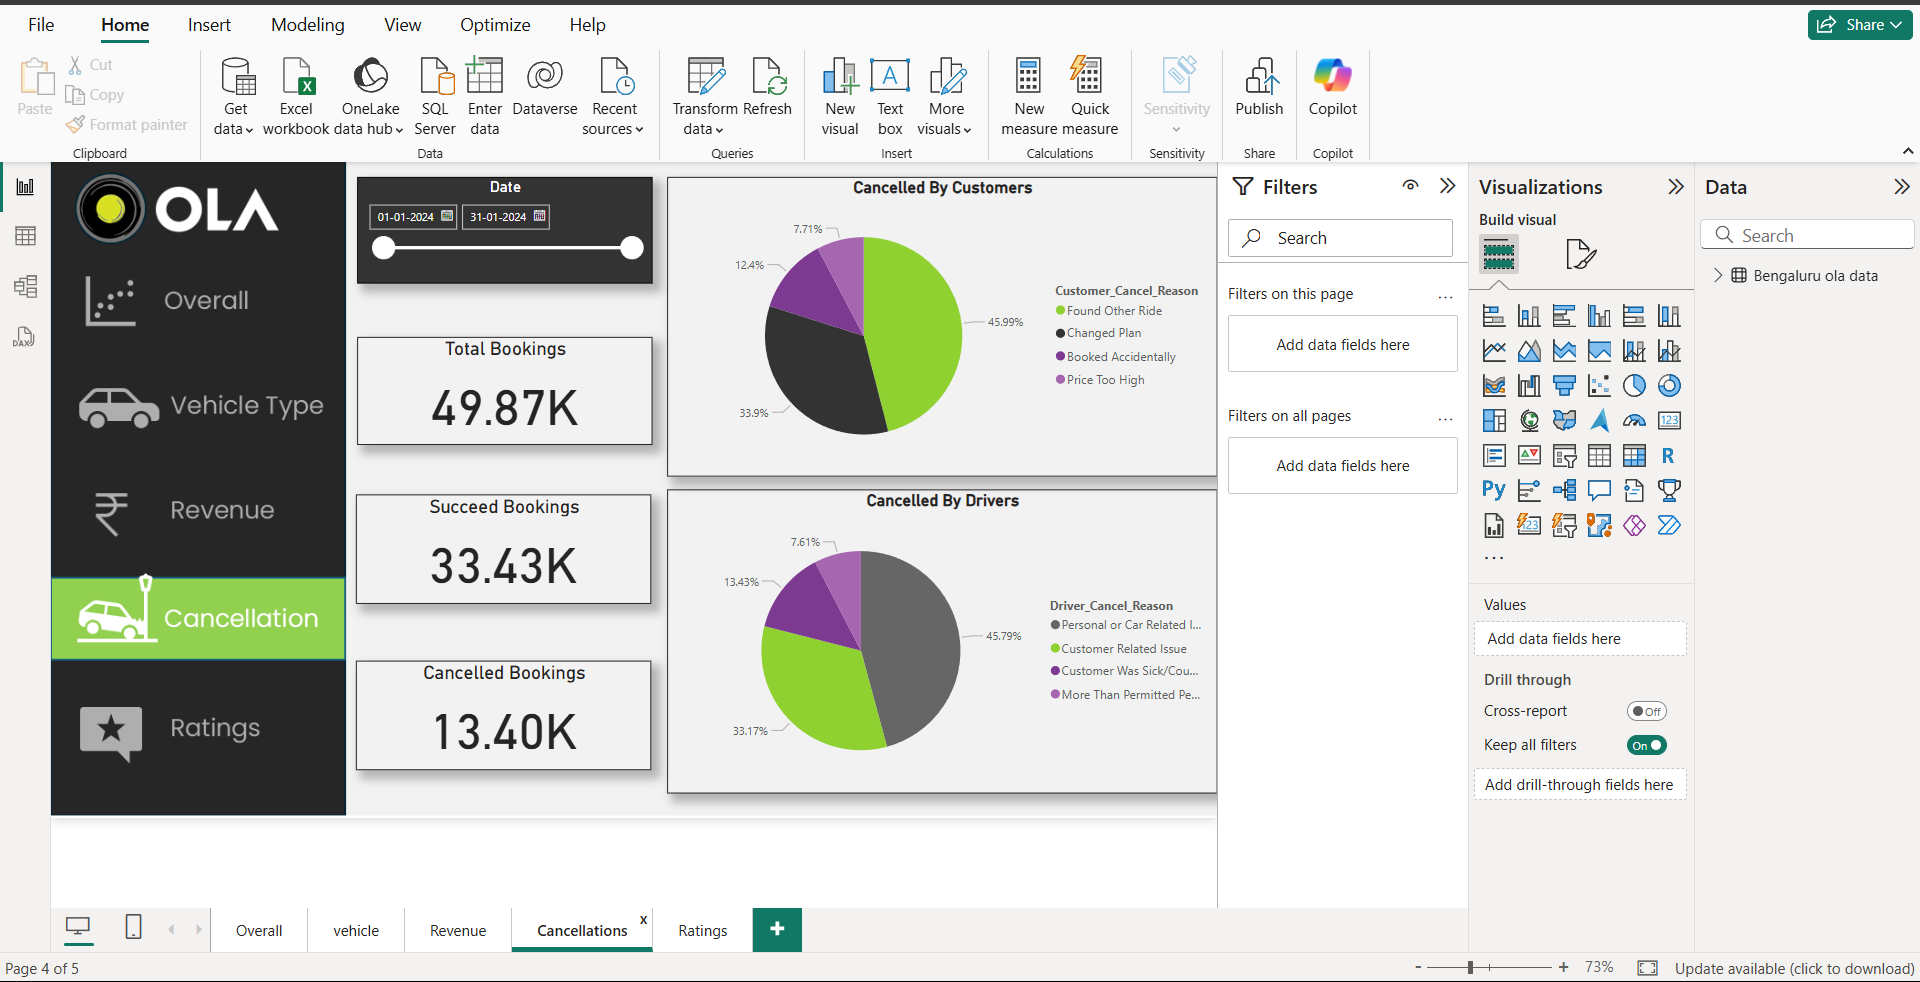 File Home Insert Modeling View Optimize Help Share
Paste
Cut
Copy
Format painter
Clipboard
Get data
Excel workbook
OneLake data hub
SQL Server
Enter data
Dataverse
Recent sources
Data
Transform data
Refresh
Queries
New visual
Text box
More visuals
Insert
New measure
Quick measure
Calculations
Sensitivity
Sensitivity
Publish
Share
Copilot
Copilot
OLA
Overall
Vehicle Type
Revenue
Cancellation
Ratings
Date
01-01-2024 31-01-2024
Total Bookings
49.87K
Succeed Bookings
33.43K
Cancelled Bookings
13.40K
Cancelled By Customers
7.71%
12.4%
45.99%
33.9%
Customer_Cancel_Reason
Found Other Ride
Changed Plan
Booked Accidentally
Price Too High
Cancelled By Drivers
7.61%
13.43%
45.79%
33.17%
Driver_Cancel_Reason
Personal or Car Related I...
Customer Related Issue
Customer Was Sick/Cou...
More Than Permitted Pe...
Filters
Search
Filters on this page
...
Add data fields here
Filters on all pages
...
Add data fields here
Visualizations
Build visual
123
R
Py
123
...
Values
Add data fields here
Drill through
Cross-report Off
Keep all filters On
Add drill-through fields here
Data
Search
Bengaluru ola data
DAX
Overall vehicle Revenue Cancellations x Ratings +
Page 4 of 5
- + 73% Update available (click to download)